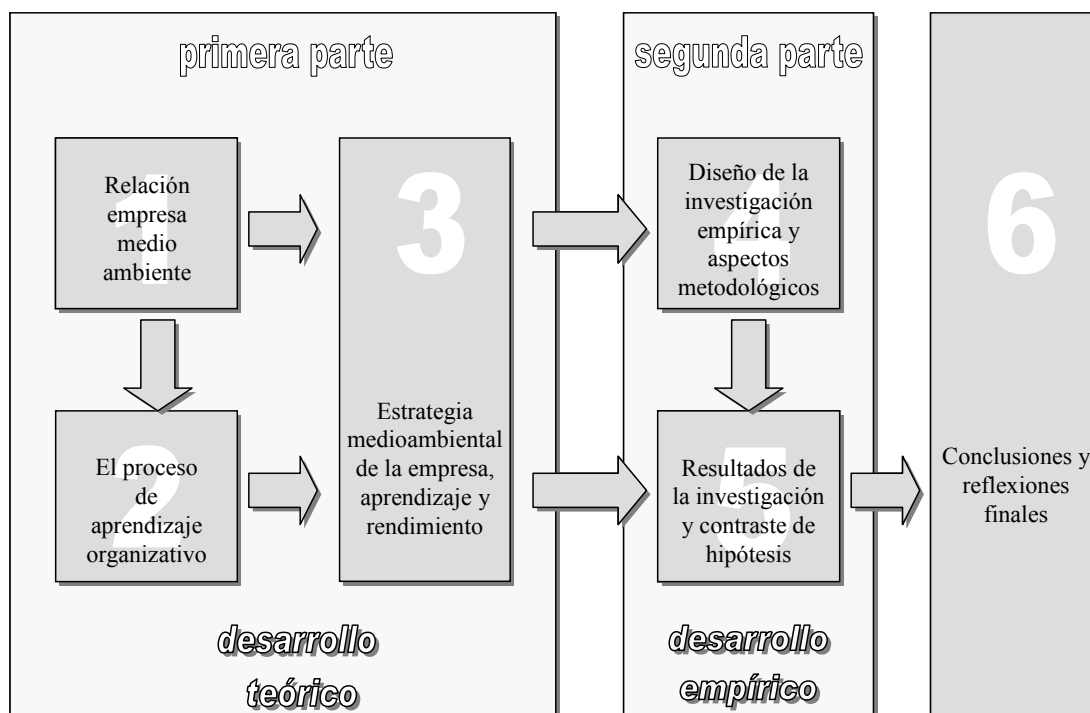 primera parte
1
Relación
empresa
medio
ambiente
2
El proceso
de
aprendizaje
organizativo
3
Estrategia
medioambiental
de la empresa,
aprendizaje y
rendimiento
desarrollo
teórico
segunda parte
4
Diseño de la
investigación
empírica y
aspectos
metodológicos
5
Resultados de
la investigación
y contraste de
hipótesis
desarrollo
empírico
6
Conclusiones y
reflexiones
finales